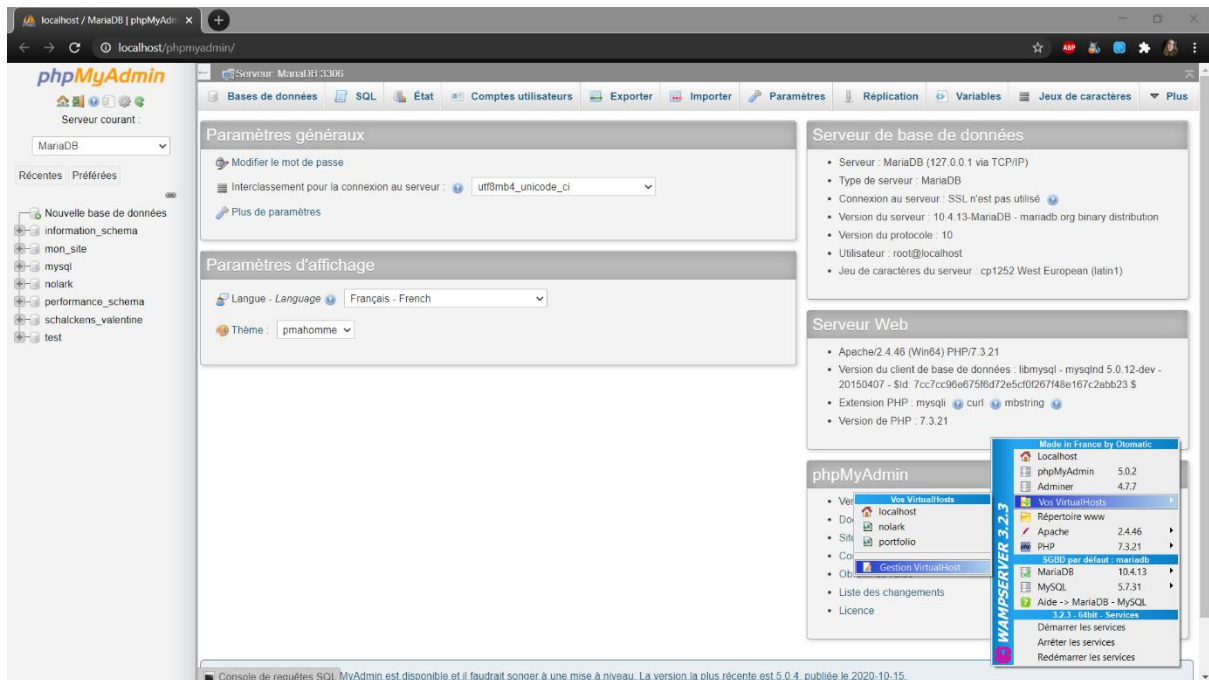 localhost / MariaDB | phpMyAdm
localhost/phpmyadmin/
ABP
phpMyAdmin
Serveur courant :
MariaDB
Récentes Préférées
Nouvelle base de données
information_schema
mon_site
mysql
nolark
performance_schema
schalckens_valentine
test
Serveur: MariaDB:3306
Bases de données SQL État Comptes utilisateurs Exporter Importer Paramètres Réplication Variables Jeux de caractères Plus
Paramètres généraux
Modifier le mot de passe
Interclassement pour la connexion au serveur : utf8mb4_unicode_ci
Plus de paramètres
Paramètres d'affichage
Langue - Language Français - French
Thème : pmahomme
Serveur de base de données
Serveur : MariaDB (127.0.0.1 via TCP/IP)
Type de serveur : MariaDB
Connexion au serveur : SSL n'est pas utilisé
Version du serveur : 10.4.13-MariaDB - mariadb.org binary distribution
Version du protocole : 10
Utilisateur : root@localhost
Jeu de caractères du serveur : cp1252 West European (latin1)
Serveur Web
Apache/2.4.46 (Win64) PHP/7.3.21
Version du client de base de données : libmysql - mysqlnd 5.0.12-dev -
20150407 - $Id: 7cc7cc96e675f6d72e5cf0f267f48e167c2abb23 $
Extension PHP : mysqli curl mbstring
Version de PHP : 7.3.21
phpMyAdmin
Liste des changements
Licence
Vos VirtualHosts
localhost
nolark
portfolio
Gestion VirtualHost
WAMPSERVER 3.2.3
Made in France by Otomatic
Localhost
phpMyAdmin 5.0.2
Adminer 4.7.7
Vos VirtualHosts
Répertoire www
Apache 2.4.46
PHP 7.3.21
SGBD par défaut : mariadb
MariaDB 10.4.13
MySQL 5.7.31
Aide -> MariaDB - MySQL
3.2.3 - 64bit - Services
Démarrer les services
Arrêter les services
Redémarrer les services
Console de requêtes SQL MyAdmin est disponible et il faudrait songer à une mise à niveau. La version la plus récente est 5.0.4, publiée le 2020-10-15.